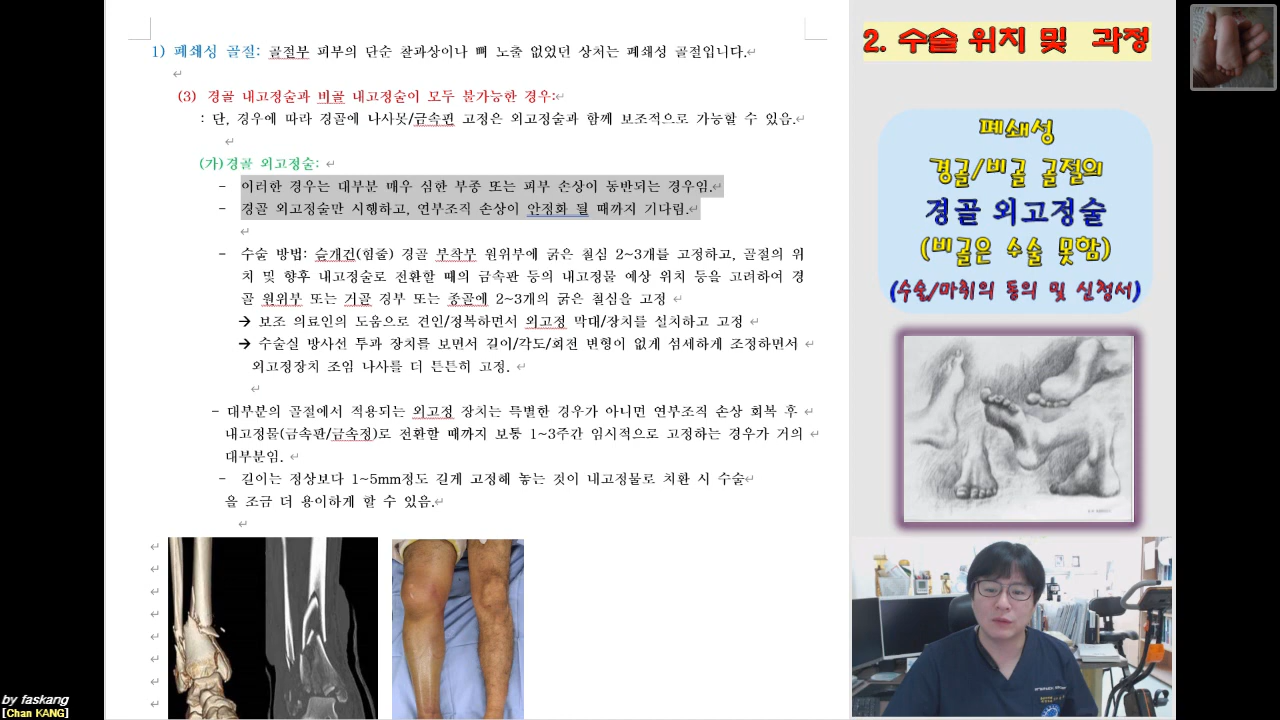 1) 폐쇄성 골절: 골절부 피부의 단순 찰과상이나 뼈 노출 없었던 상처는 폐쇄성 골절입니다.
(3) 경골 내고정술과 비골 내고정술이 모두 불가능한 경우:
: 단, 경우에 따라 경골에 나사못/금속핀 고정은 외고정술과 함께 보조적으로 가능할 수 있음.
(가)경골 외고정술:
- 이러한 경우는 대부분 매우 심한 부종 또는 피부 손상이 동반되는 경우임.
- 경골 외고정술만 시행하고, 연부조직 손상이 안정화 될 때까지 기다림.
- 수술 방법: 슬개건(힘줄) 경골 부착부 원위부에 굵은 철심 2~3개를 고정하고, 골절의 위
치 및 향후 내고정술로 전환할 때의 금속판 등의 내고정물 예상 위치 등을 고려하여 경
골 원위부 또는 거골 경부 또는 종골에 2~3개의 굵은 철심을 고정
→ 보조 의료인의 도움으로 견인/정복하면서 외고정 막대/장치를 설치하고 고정
→ 수술실 방사선 투과 장치를 보면서 길이/각도/회전 변형이 없게 섬세하게 조정하면서
외고정장치 조임 나사를 더 튼튼히 고정.
- 대부분의 골절에서 적용되는 외고정 장치는 특별한 경우가 아니면 연부조직 손상 회복 후
내고정물(금속판/금속정)로 전환할 때까지 보통 1~3주간 임시적으로 고정하는 경우가 거의
대부분임.
- 길이는 정상보다 1~5mm정도 길게 고정해 놓는 것이 내고정물로 치환 시 수술
을 조금 더 용이하게 할 수 있음.
2. 수술 위치 및 과정
폐쇄성
경골/비골 골절의
경골 외고정술
(비골은 수술 못함)
(수술/마취의 동의 및 신청서)
by faskang
[Chan KANG]